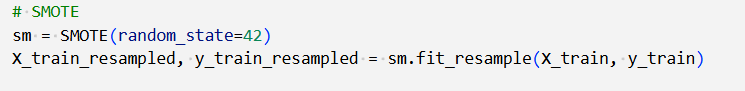 # SMOTE
sm = SMOTE(random_state=42)
X_train_resampled, y_train_resampled = sm.fit_resample(X_train, y_train)